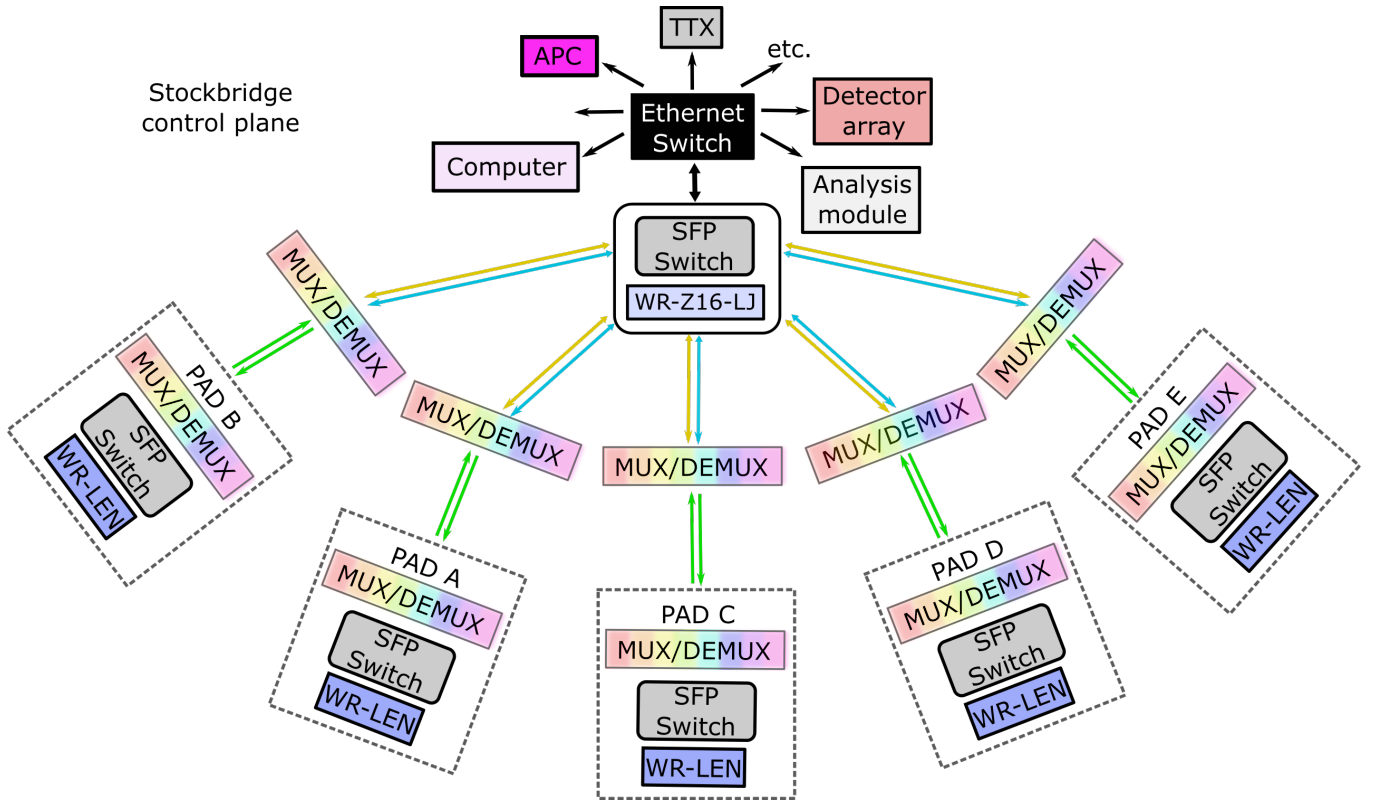 TTX
APC
etc.
Stockbridge
control plane
Ethernet
Switch
Detector
array
Computer
Analysis
module
SFP
Switch
WR-Z16-LJ
MUX/DEMUX
MUX/DEMUX
MUX/DEMUX
MUX/DEMUX
MUX/DEMUX
PAD B
MUX/DEMUX
SFP
Switch
WR-LEN
PAD A
MUX/DEMUX
SFP
Switch
WR-LEN
PAD C
MUX/DEMUX
SFP
Switch
WR-LEN
PAD D
MUX/DEMUX
SFP
Switch
WR-LEN
PAD E
MUX/DEMUX
SFP
Switch
WR-LEN